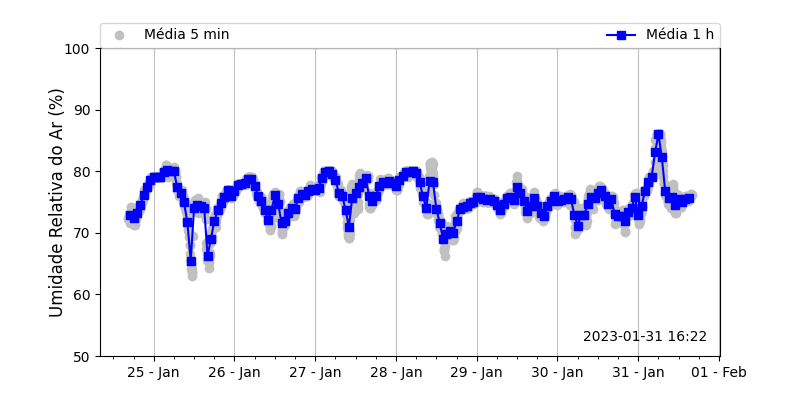 Média 5 min
Média 1 h
Umidade Relativa do Ar (%)
100
90
80
70
60
50
2023-01-31 16:22
25 - Jan
26 - Jan
27 - Jan
28 - Jan
29 - Jan
30 - Jan
31 - Jan
01 - Feb